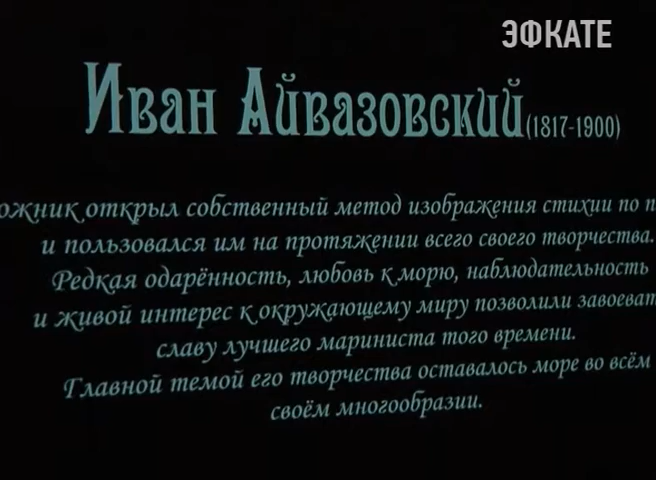 ЭФКАТЕ
Иван Айвазовский (1817-1900)
открыл собственный метод изображения стихии по
и пользовался им на протяжении всего своего творчества.
Редкая одарённость, любовь к морю, наблюдательность
и живой интерес к окружающему миру позволили
славу лучшего мариниста того времени.
Главной темой его творчества оставалось море во всём
своём многообразии.